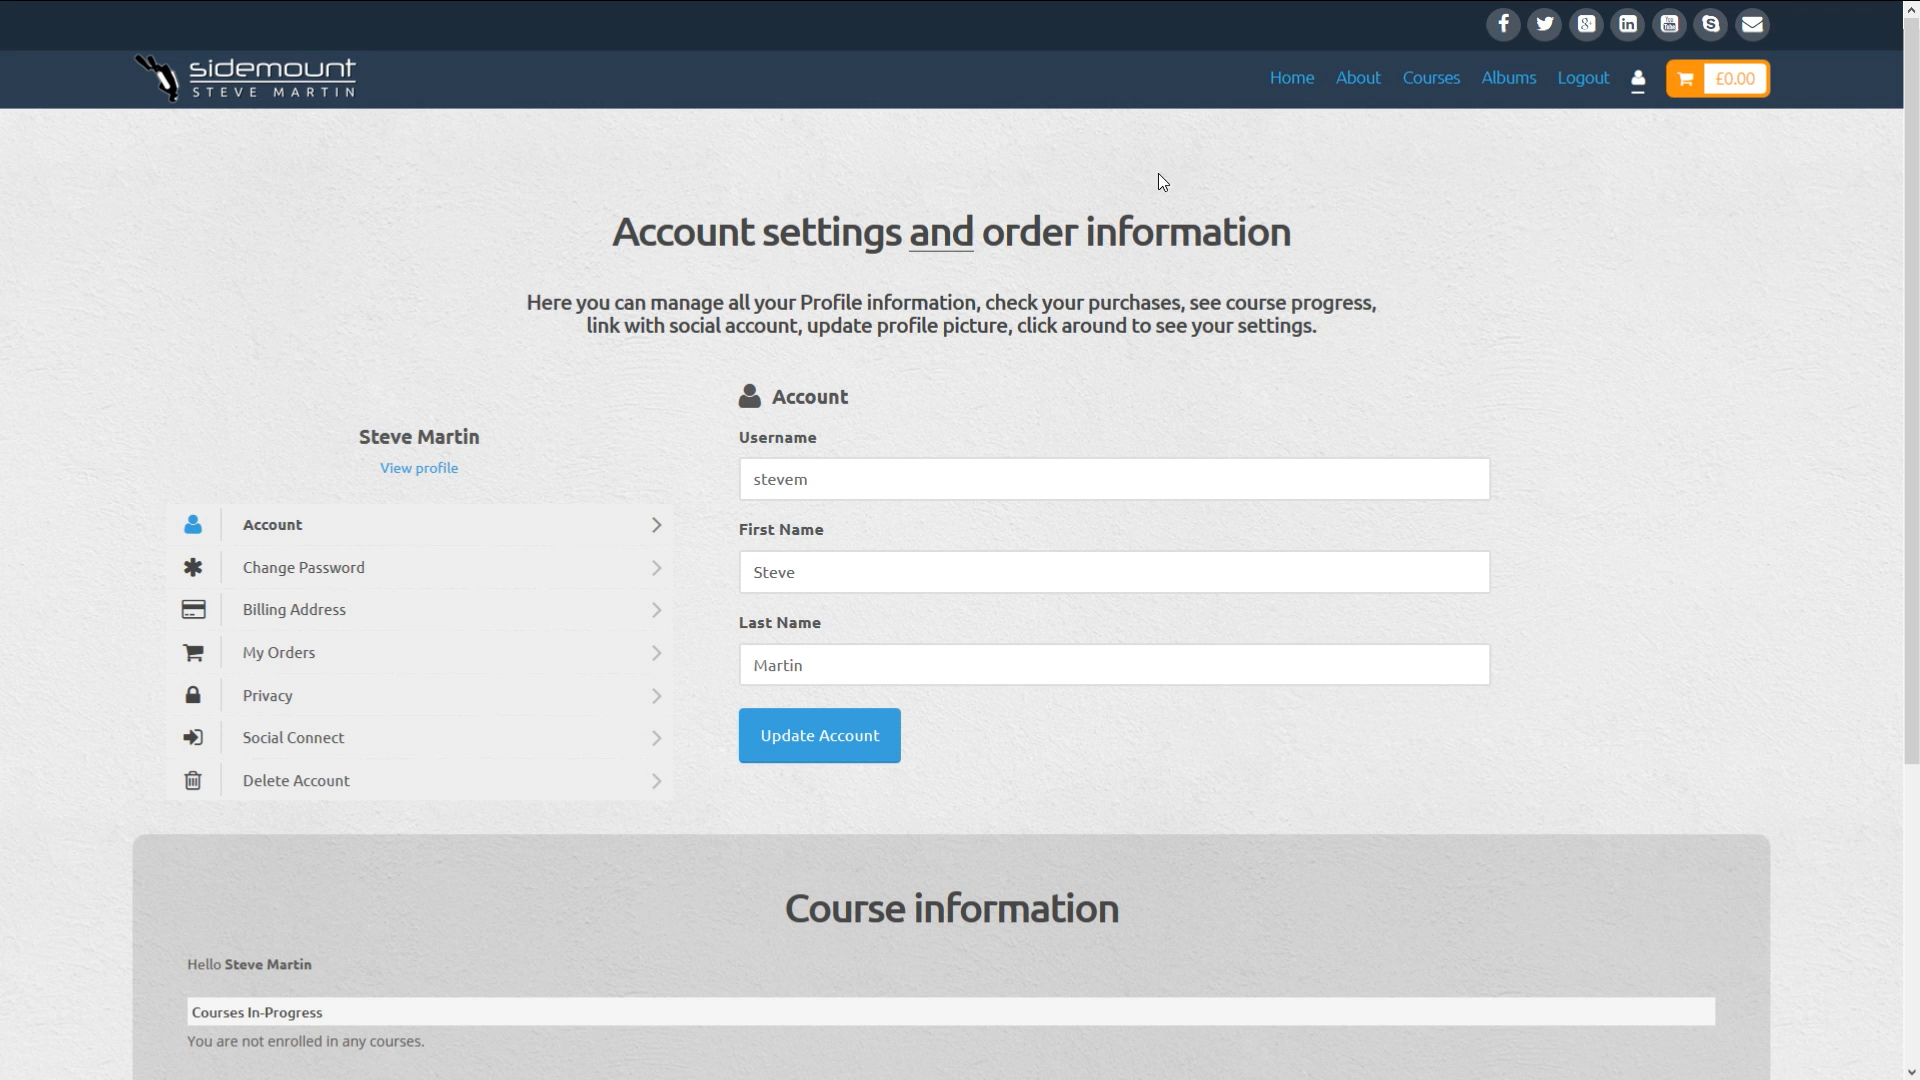 sidemount
STEVE MARTIN
Home About Courses Albums Logout £0.00
Account settings and order information
Here you can manage all your Profile information, check your purchases, see course progress,
link with social account, update profile picture, click around to see your settings.
Steve Martin
View profile
Account
Change Password
Billing Address
My Orders
Privacy
Social Connect
Delete Account
Account
Username
stevem
First Name
Steve
Last Name
Martin
Update Account
Course information
Hello Steve Martin
Courses In-Progress
You are not enrolled in any courses.